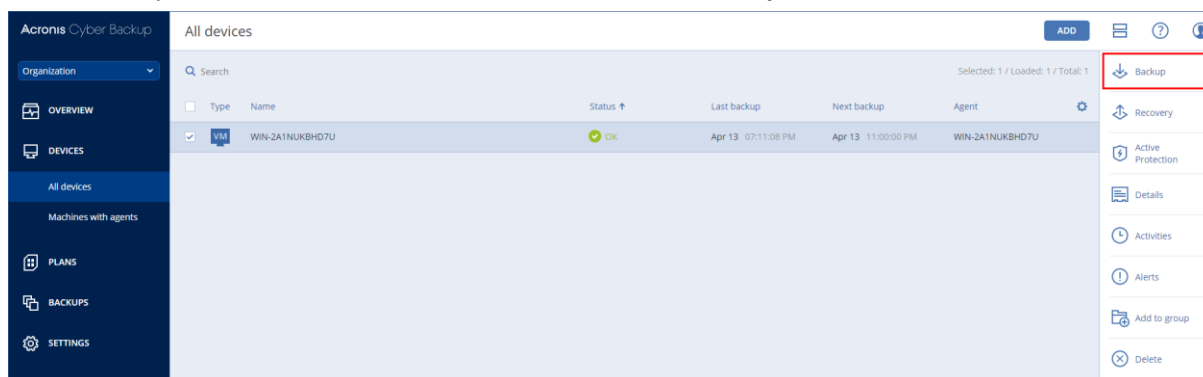 Acronis Cyber Backup
All devices
ADD
Organization
Search
Selected: 1 / Loaded: 1 / Total: 1
Backup
OVERVIEW
Type Name Status ↑ Last backup Next backup Agent
Recovery
VM WIN-2A1NUKBHD7U OK Apr 13 07:11:08 PM Apr 13 11:00:00 PM WIN-2A1NUKBHD7U
DEVICES
Active
Protection
All devices
Details
Machines with agents
Activities
PLANS
Alerts
BACKUPS
Add to group
SETTINGS
Delete